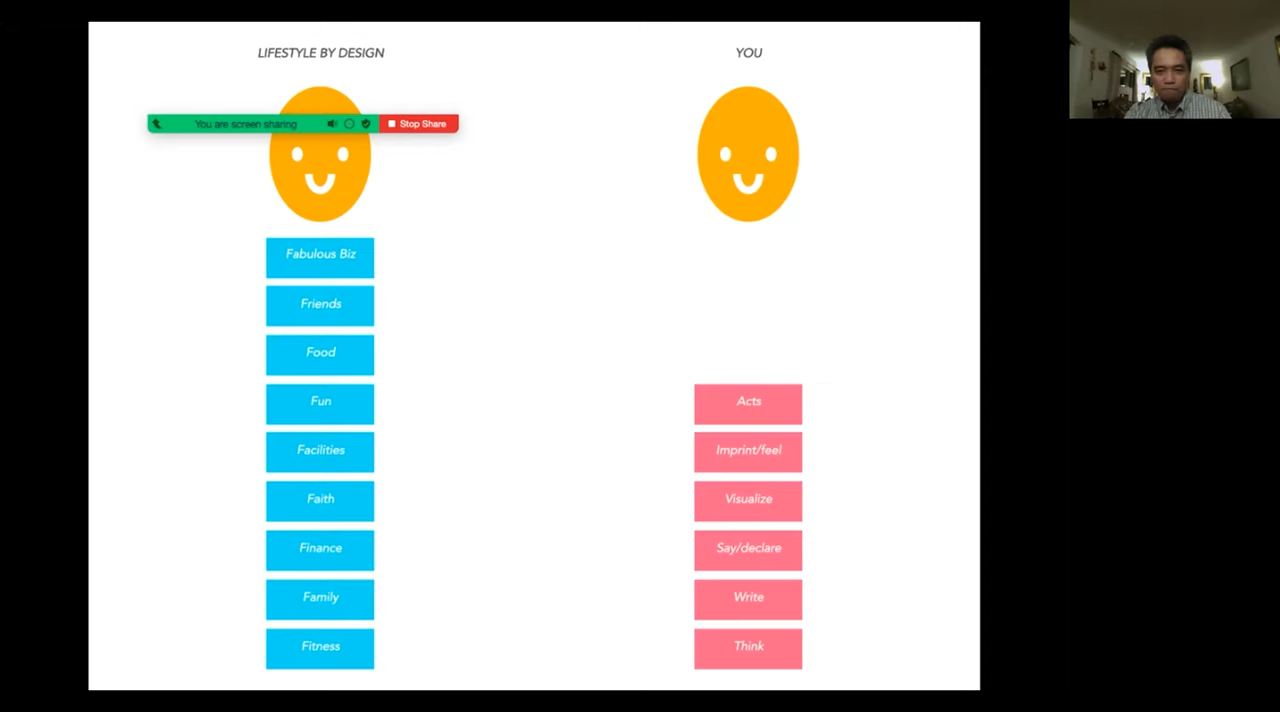 LIFESTYLE BY DESIGN
YOU
You are screen sharing
Stop Share
Fabulous Biz
Friends
Food
Fun
Facilities
Faith
Finance
Family
Fitness
Acts
Imprint/feel
Visualize
Say/declare
Write
Think